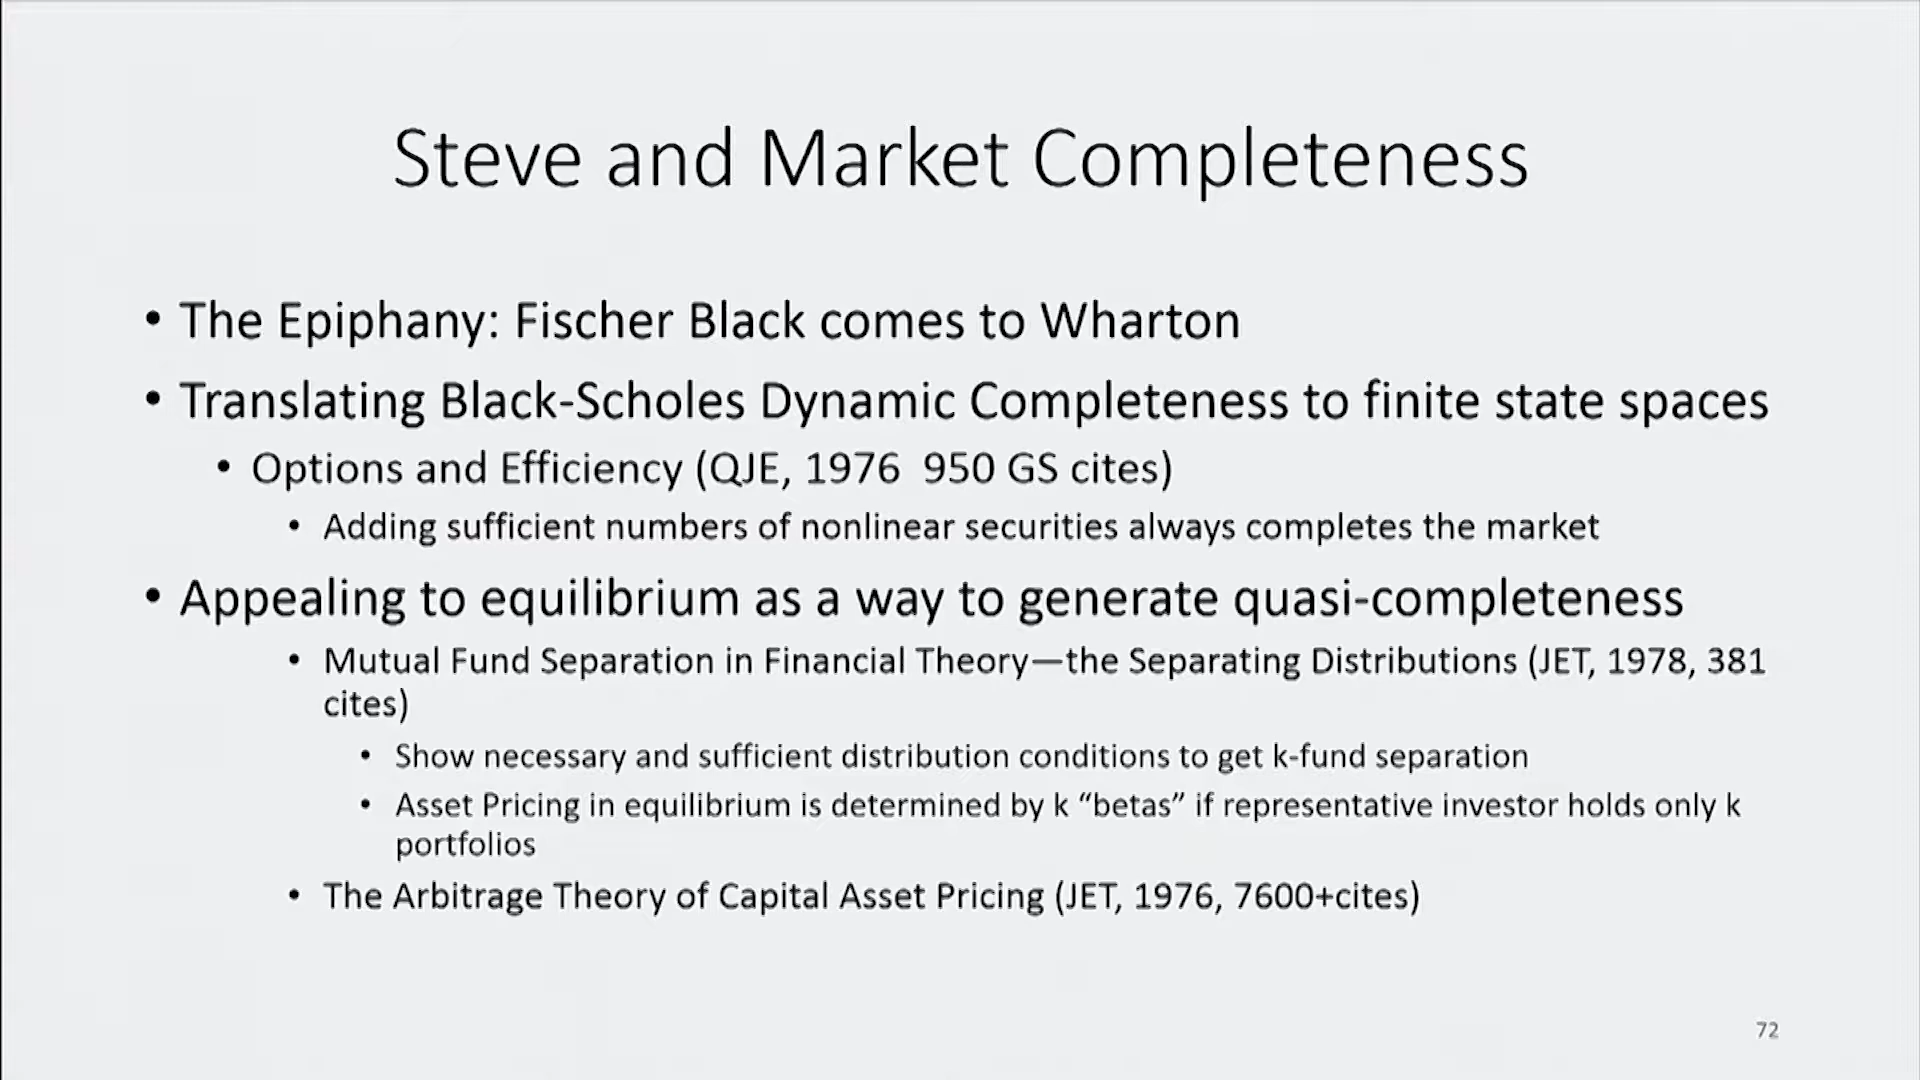 Steve and Market Completeness
• The Epiphany: Fischer Black comes to Wharton
• Translating Black-Scholes Dynamic Completeness to finite state spaces
• Options and Efficiency (QJE, 1976  950 GS cites)
• Adding sufficient numbers of nonlinear securities always completes the market
• Appealing to equilibrium as a way to generate quasi-completeness
• Mutual Fund Separation in Financial Theory—the Separating Distributions (JET, 1978, 381
cites)
• Show necessary and sufficient distribution conditions to get k-fund separation
• Asset Pricing in equilibrium is determined by k “betas” if representative investor holds only k
portfolios
• The Arbitrage Theory of Capital Asset Pricing (JET, 1976, 7600+cites)
72